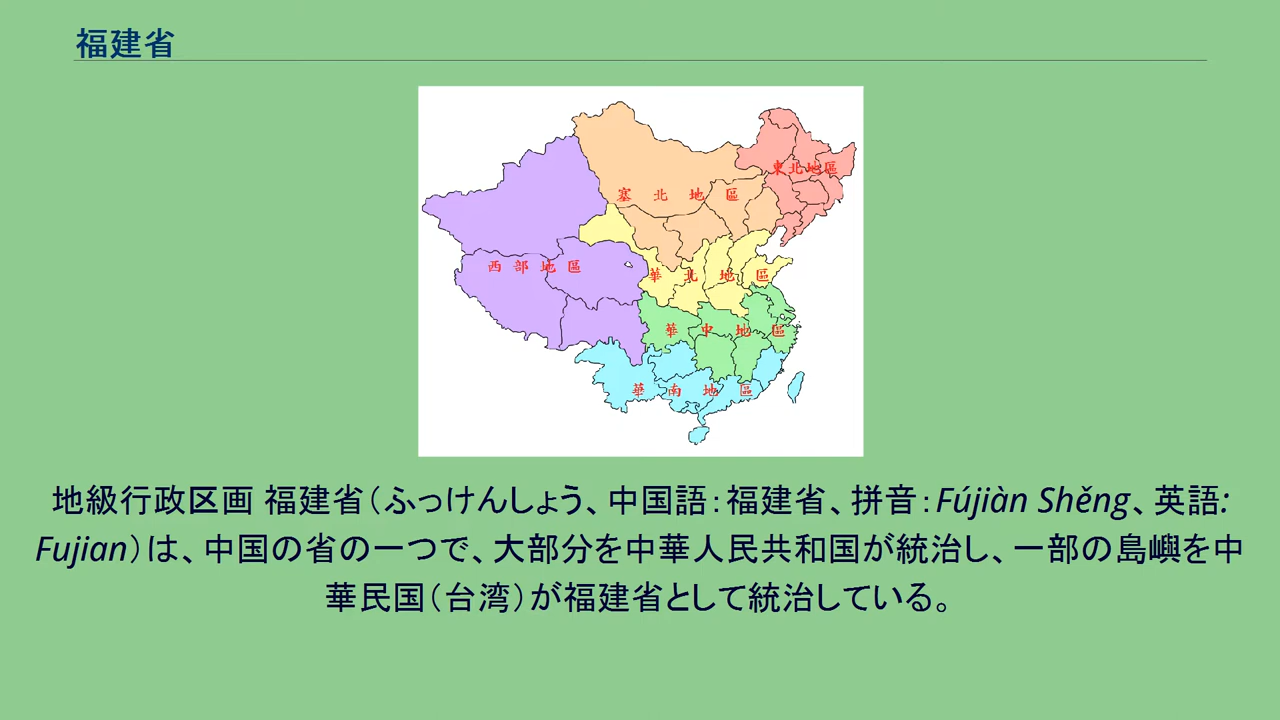 福建省
東北地區
塞北地區
西部地區
華北地區
華中地區
華南地區
地級行政区画 福建省（ふっけんしょう、中国語：福建省、拼音：Fújiàn Shěng、英語:
Fujian）は、中国の省の一つで、大部分を中華人民共和国が統治し、一部の島嶼を中
華民国（台湾）が福建省として統治している。